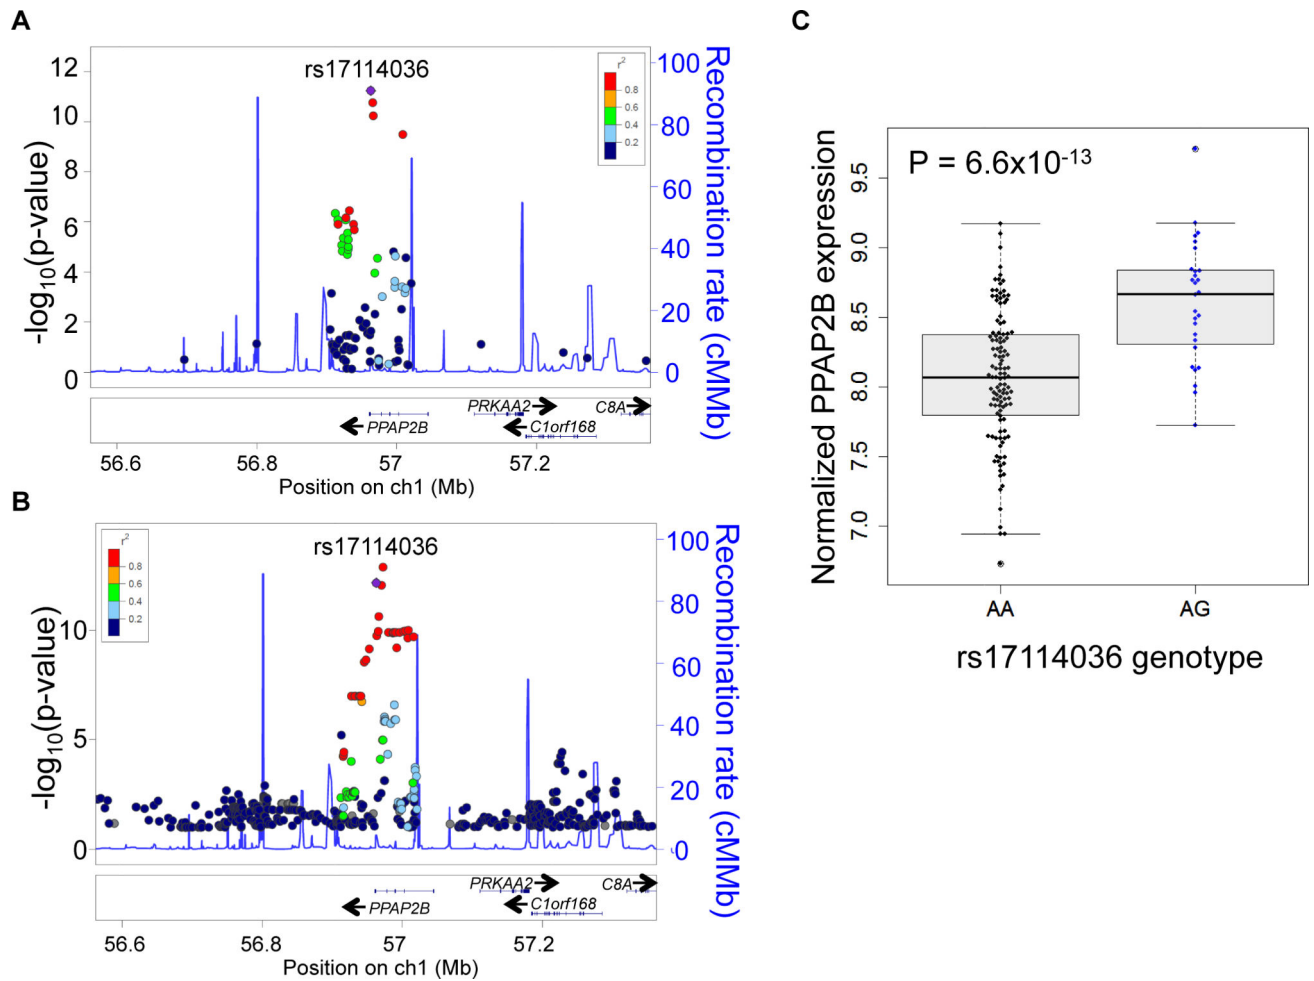 A
rs17114036
r²
0.8
0.6
0.4
0.2
12
10
8
6
4
2
0
-log₁₀(p-value)
100
80
60
40
20
0
Recombination rate (cMMb)
PRKAA2
C8A
PPAP2B
C1orf168
56.6
56.8
57
57.2
Position on ch1 (Mb)
B
rs17114036
r²
0.8
0.6
0.4
0.2
10
5
0
-log₁₀(p-value)
100
80
60
40
20
0
Recombination rate (cMMb)
PRKAA2
C8A
PPAP2B
C1orf168
56.6
56.8
57
57.2
Position on ch1 (Mb)
C
P = 6.6x10⁻¹³
9.5
9.0
8.5
8.0
7.5
7.0
Normalized PPAP2B expression
AA
AG
rs17114036 genotype